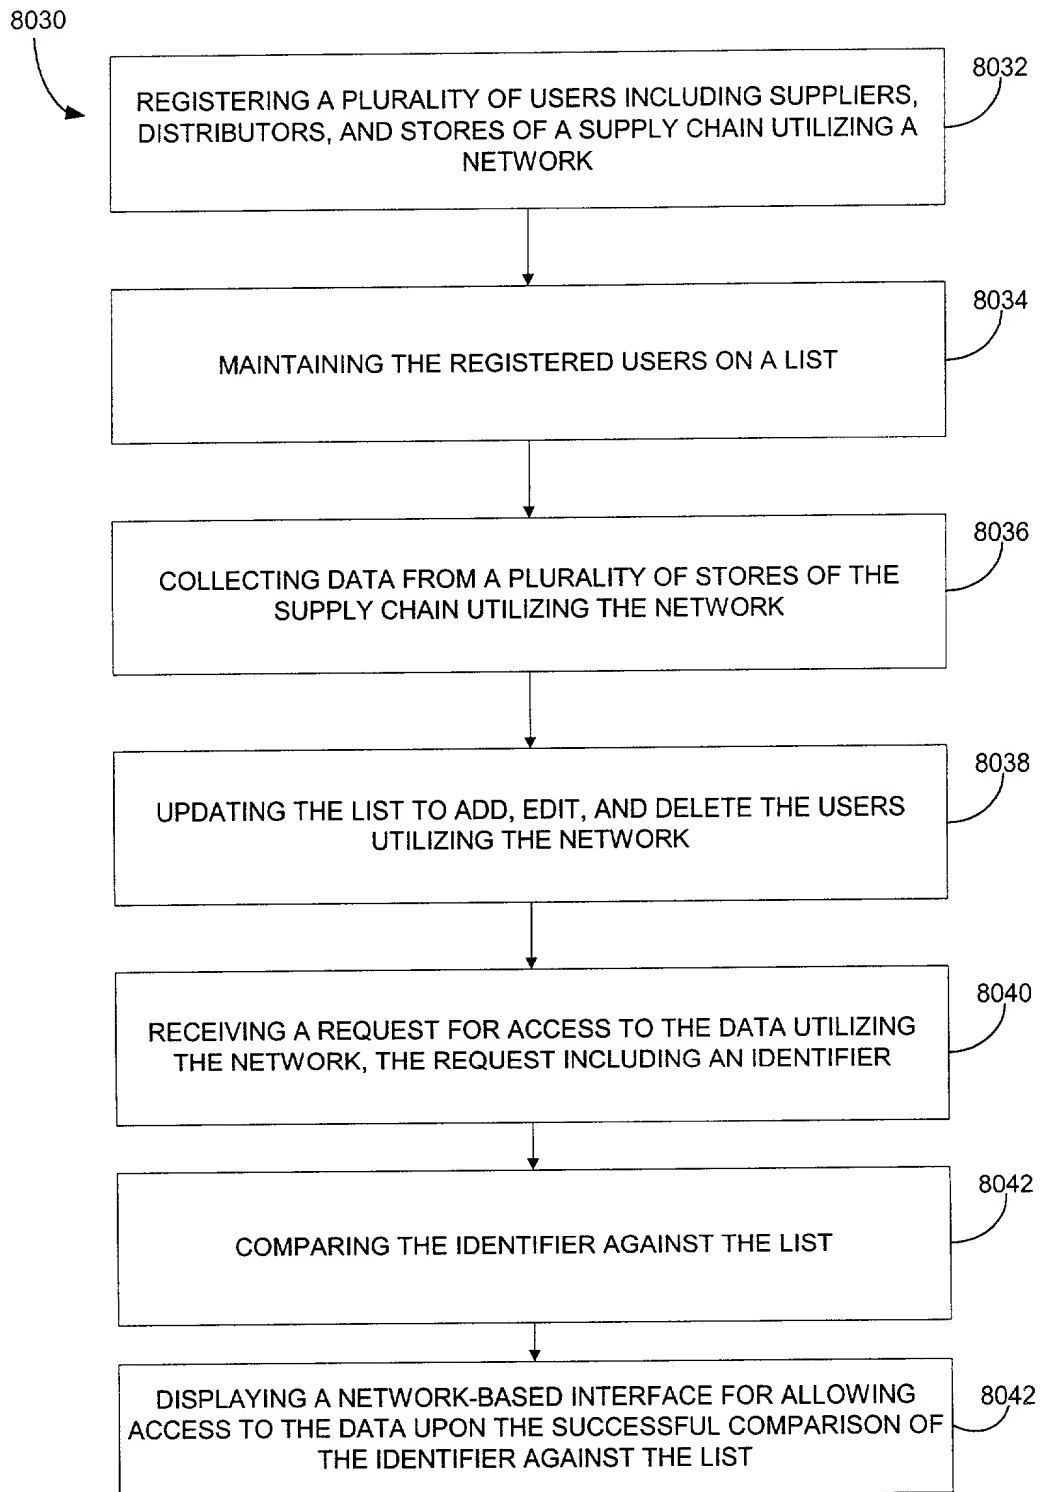 8030
8032
REGISTERING A PLURALITY OF USERS INCLUDING SUPPLIERS,
DISTRIBUTORS, AND STORES OF A SUPPLY CHAIN UTILIZING A
NETWORK
8034
MAINTAINING THE REGISTERED USERS ON A LIST
8036
COLLECTING DATA FROM A PLURALITY OF STORES OF THE
SUPPLY CHAIN UTILIZING THE NETWORK
8038
UPDATING THE LIST TO ADD, EDIT, AND DELETE THE USERS
UTILIZING THE NETWORK
8040
RECEIVING A REQUEST FOR ACCESS TO THE DATA UTILIZING
THE NETWORK, THE REQUEST INCLUDING AN IDENTIFIER
8042
COMPARING THE IDENTIFIER AGAINST THE LIST
8042
DISPLAYING A NETWORK-BASED INTERFACE FOR ALLOWING
ACCESS TO THE DATA UPON THE SUCCESSFUL COMPARISON OF
THE IDENTIFIER AGAINST THE LIST